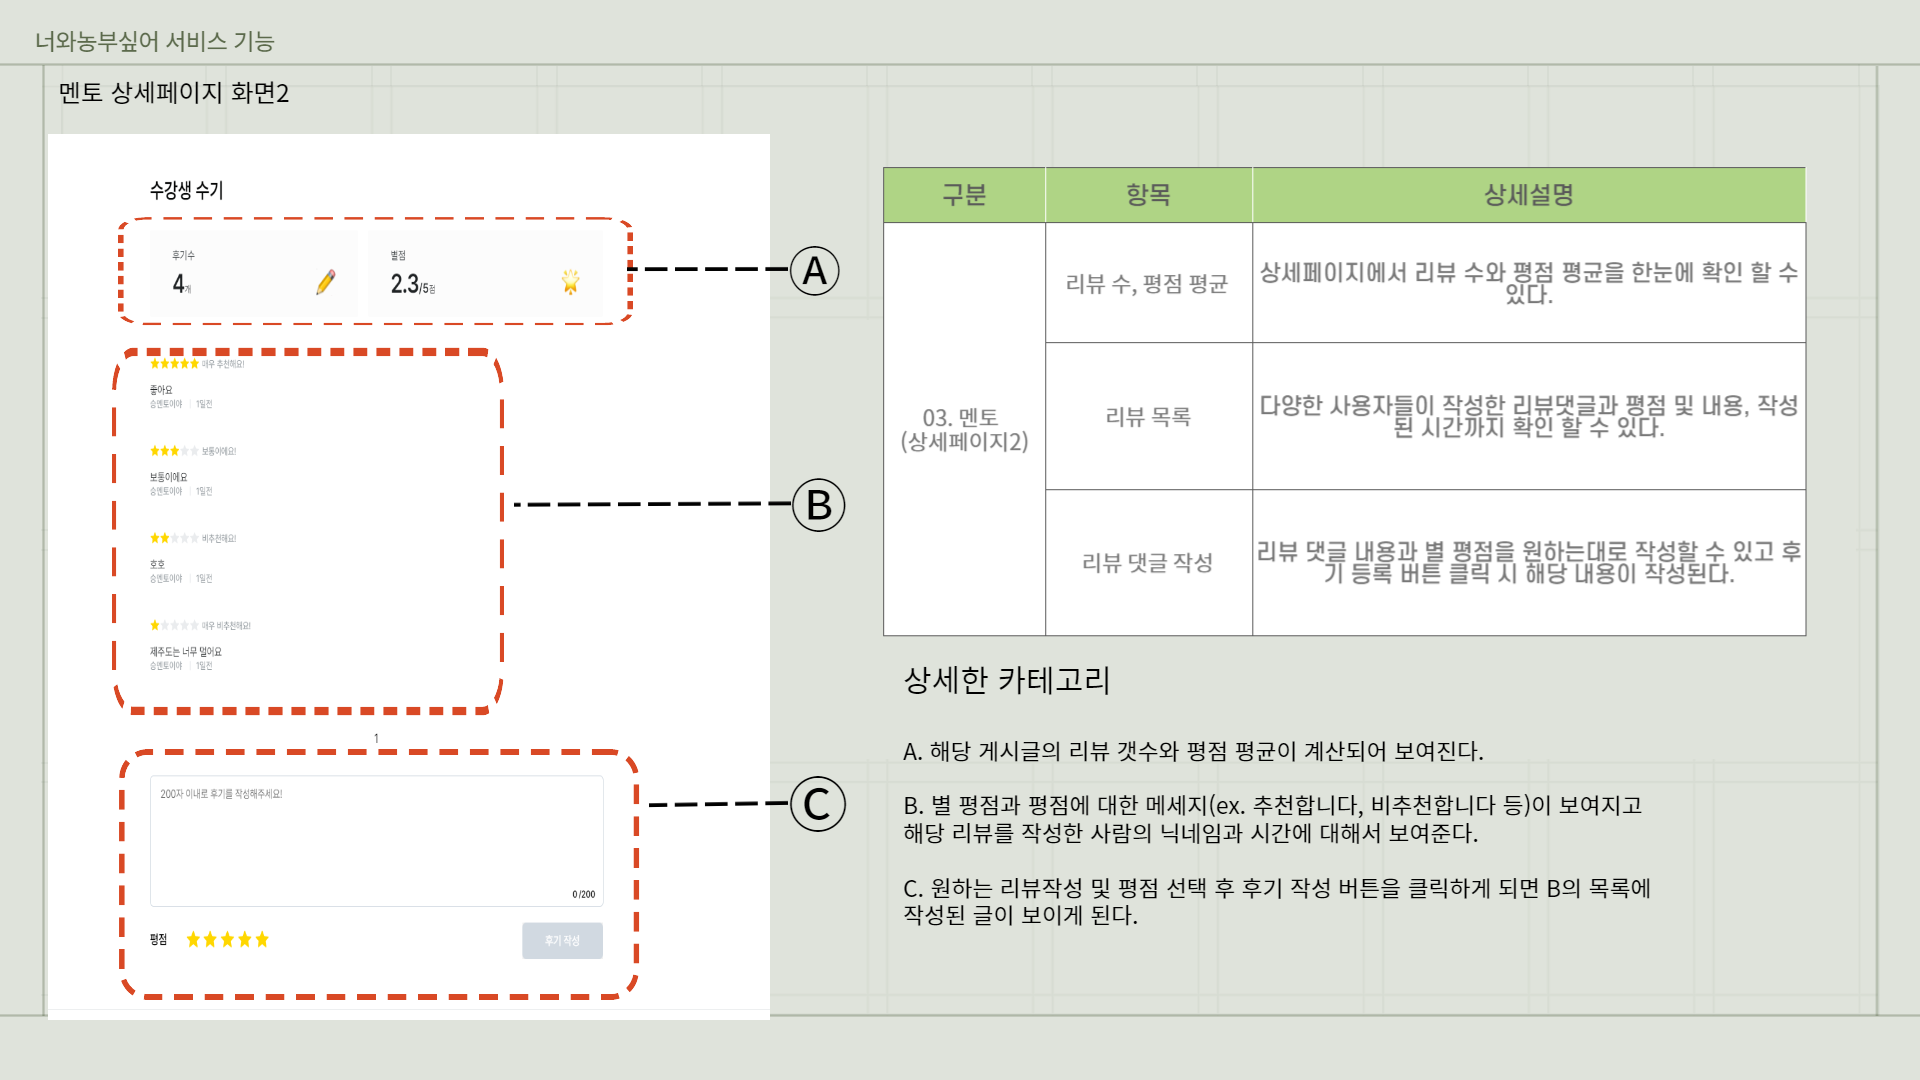 너와농부싶어 서비스 기능
멘토 상세페이지 화면2
수강생 수기
후기수
4개
별점
2.3/5점
매우 추천해요!
좋아요
승멘토이야 | 1일전
보통이에요!
보통이에요
승멘토이야 | 1일전
비추천해요!
호호
승멘토이야 | 1일전
매우 비추천해요!
제주도는 너무 멀어요
승멘토이야 | 1일전
1
200자 이내로 후기를 작성해주세요!
0 /200
평점
후기 작성
A
B
C
구분 항목 상세설명
03. 멘토
(상세페이지2)
리뷰 수, 평점 평균
상세페이지에서 리뷰 수와 평점 평균을 한눈에 확인 할 수
있다.
리뷰 목록
다양한 사용자들이 작성한 리뷰댓글과 평점 및 내용, 작성
된 시간까지 확인 할 수 있다.
리뷰 댓글 작성
리뷰 댓글 내용과 별 평점을 원하는대로 작성할 수 있고 후
기 등록 버튼 클릭 시 해당 내용이 작성된다.
상세한 카테고리
A. 해당 게시글의 리뷰 갯수와 평점 평균이 계산되어 보여진다.
B. 별 평점과 평점에 대한 메세지(ex. 추천합니다, 비추천합니다 등)이 보여지고
해당 리뷰를 작성한 사람의 닉네임과 시간에 대해서 보여준다.
C. 원하는 리뷰작성 및 평점 선택 후 후기 작성 버튼을 클릭하게 되면 B의 목록에
작성된 글이 보이게 된다.